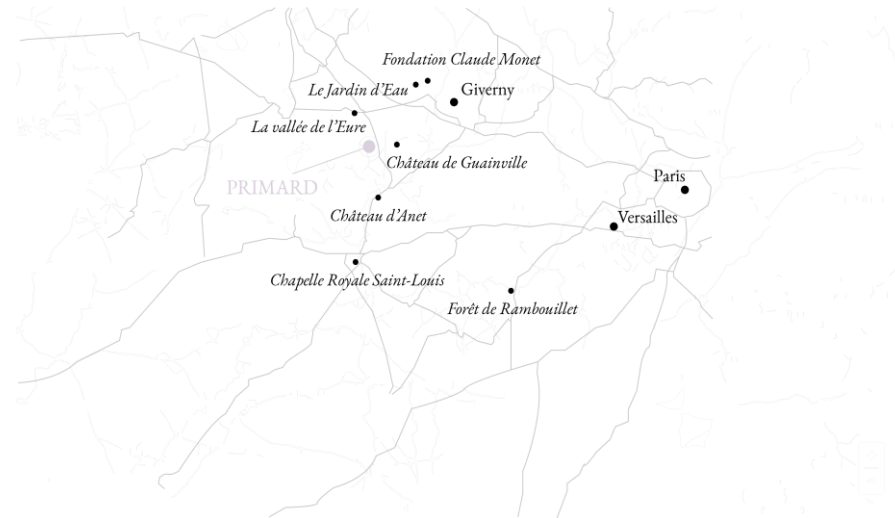 Fondation Claude Monet
Le Jardin d’Eau
Giverny
La vallée de l’Eure
Château de Guainville
PRIMARD
Paris
Château d’Anet
Versailles
Chapelle Royale Saint-Louis
Forêt de Rambouillet